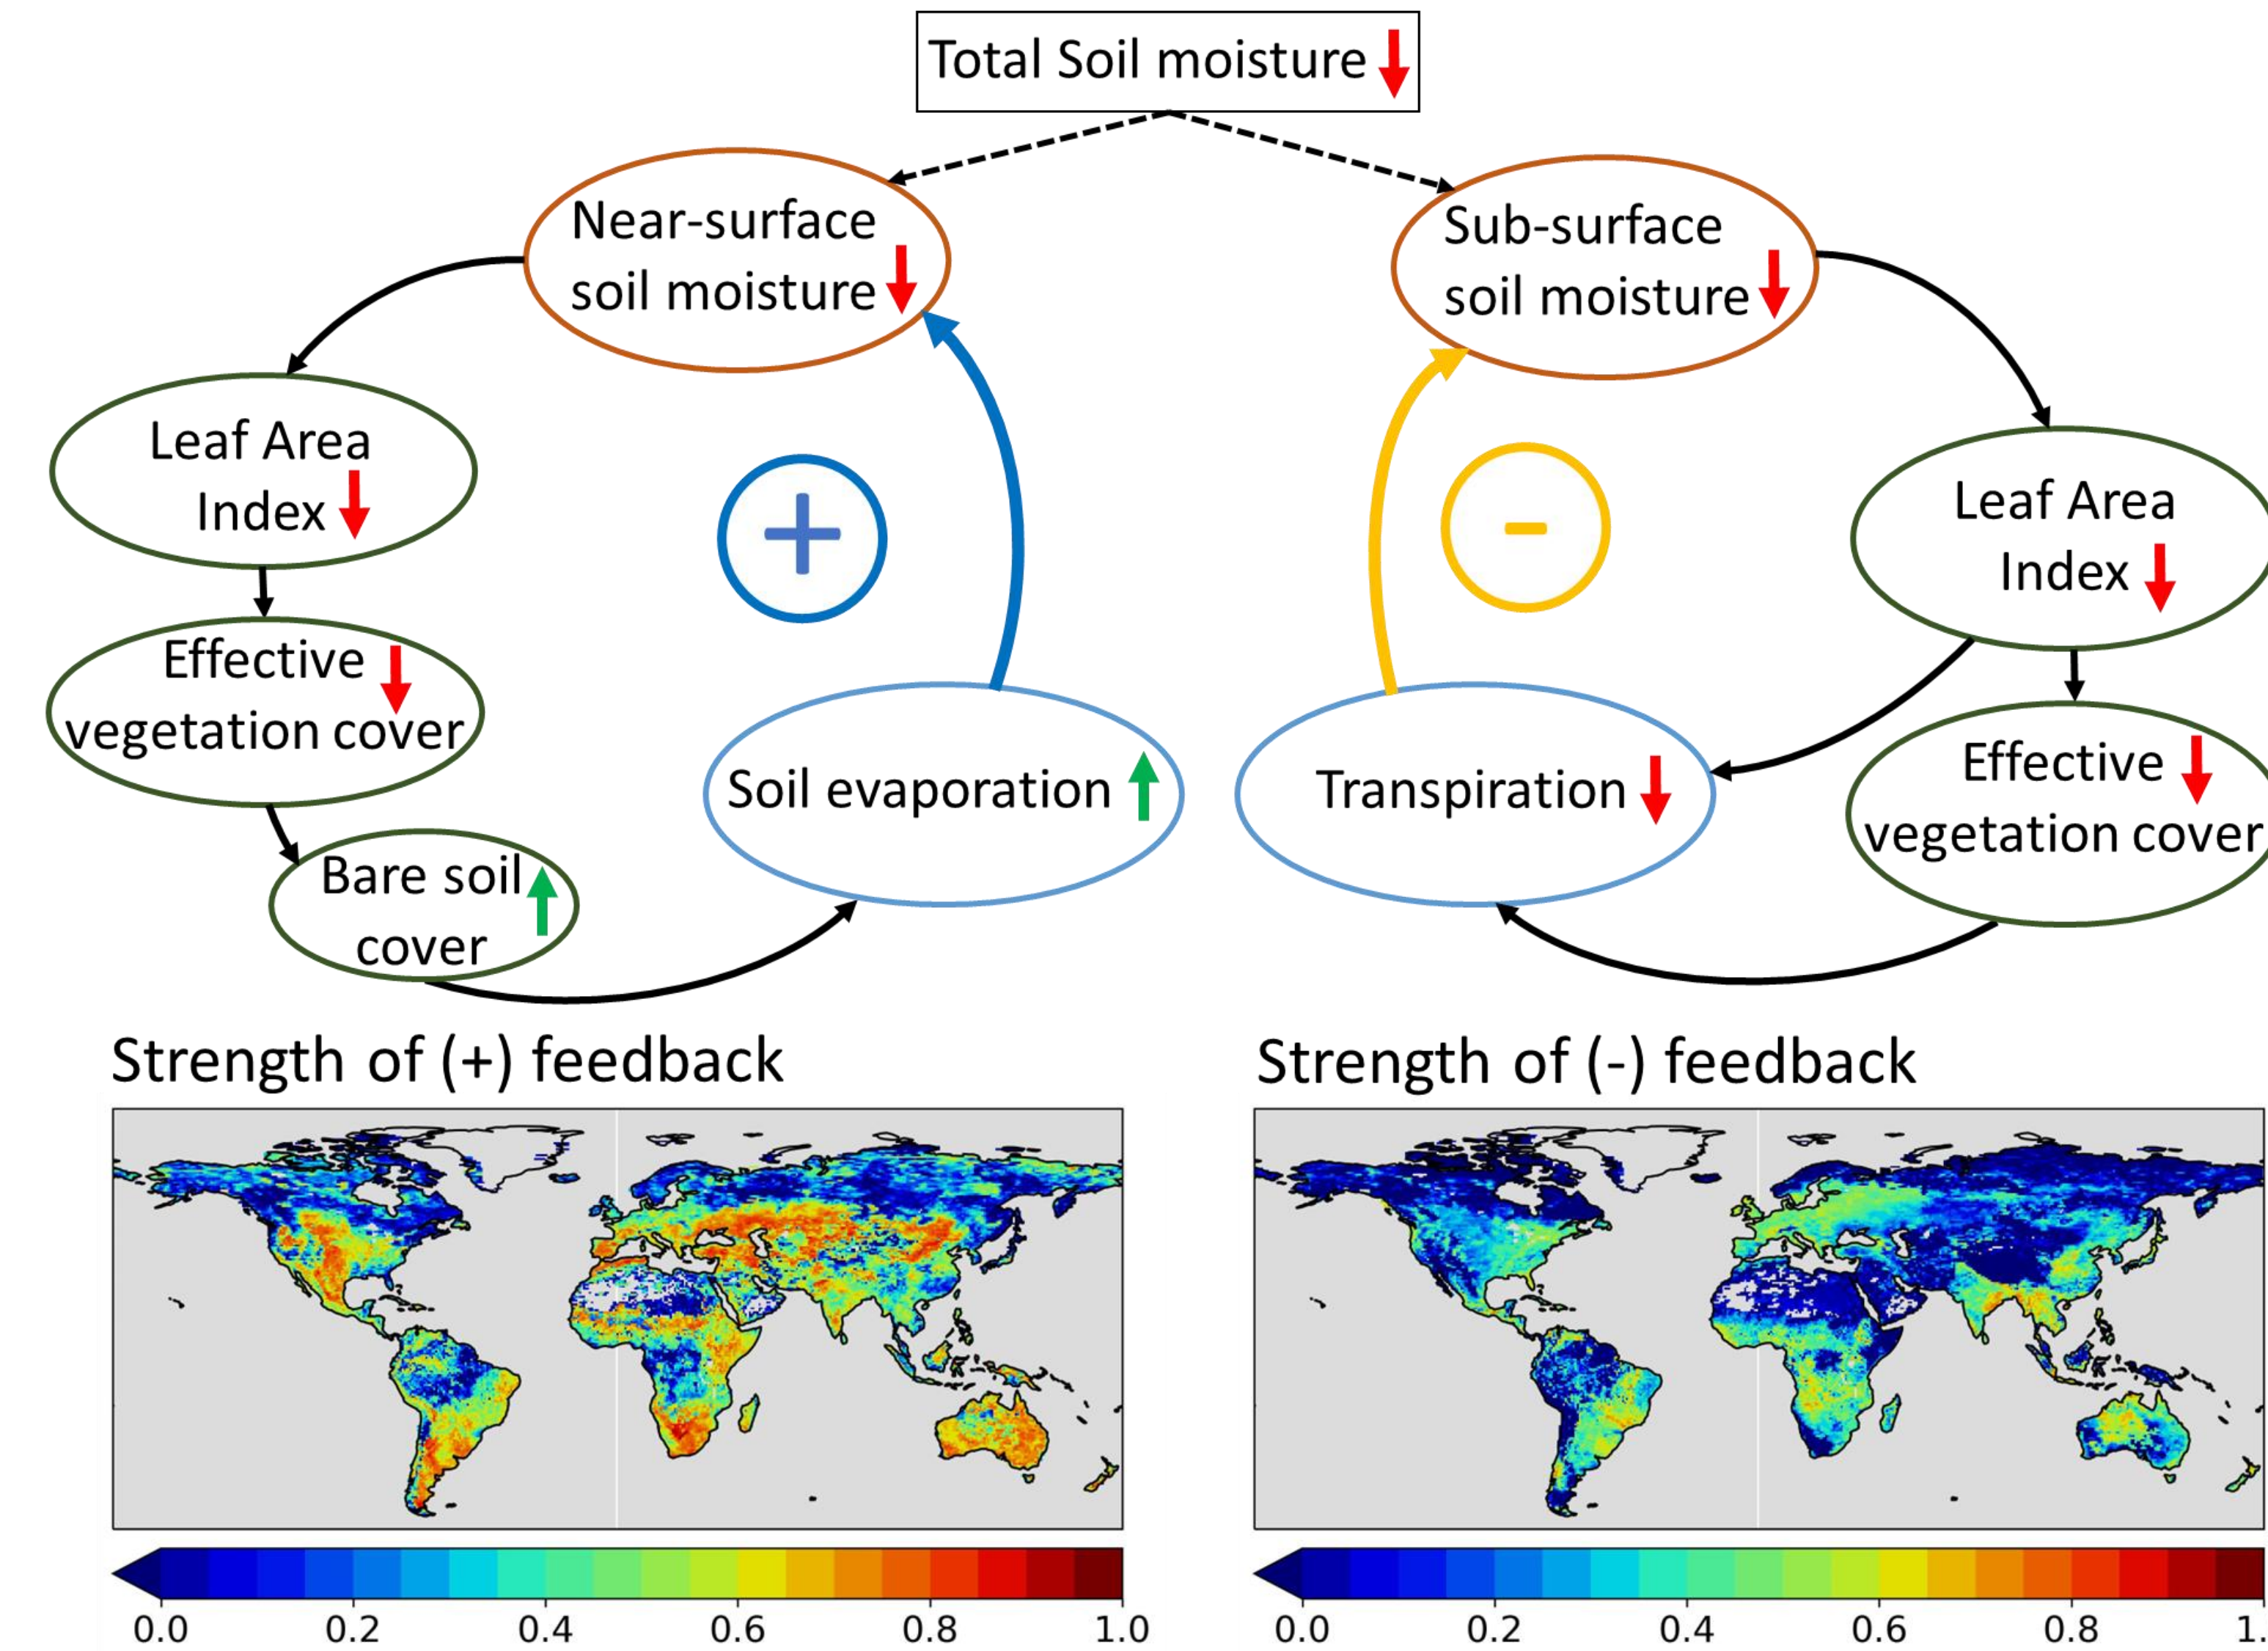 Total Soil moisture
Near-surface
soil moisture
Sub-surface
soil moisture
Leaf Area
Index
Leaf Area
Index
+
-
Effective
vegetation cover
Soil evaporation
Transpiration
Effective
vegetation cover
Bare soil
cover
Strength of (+) feedback
Strength of (-) feedback
0.0 0.2 0.4 0.6 0.8 1.0
0.0 0.2 0.4 0.6 0.8 1.